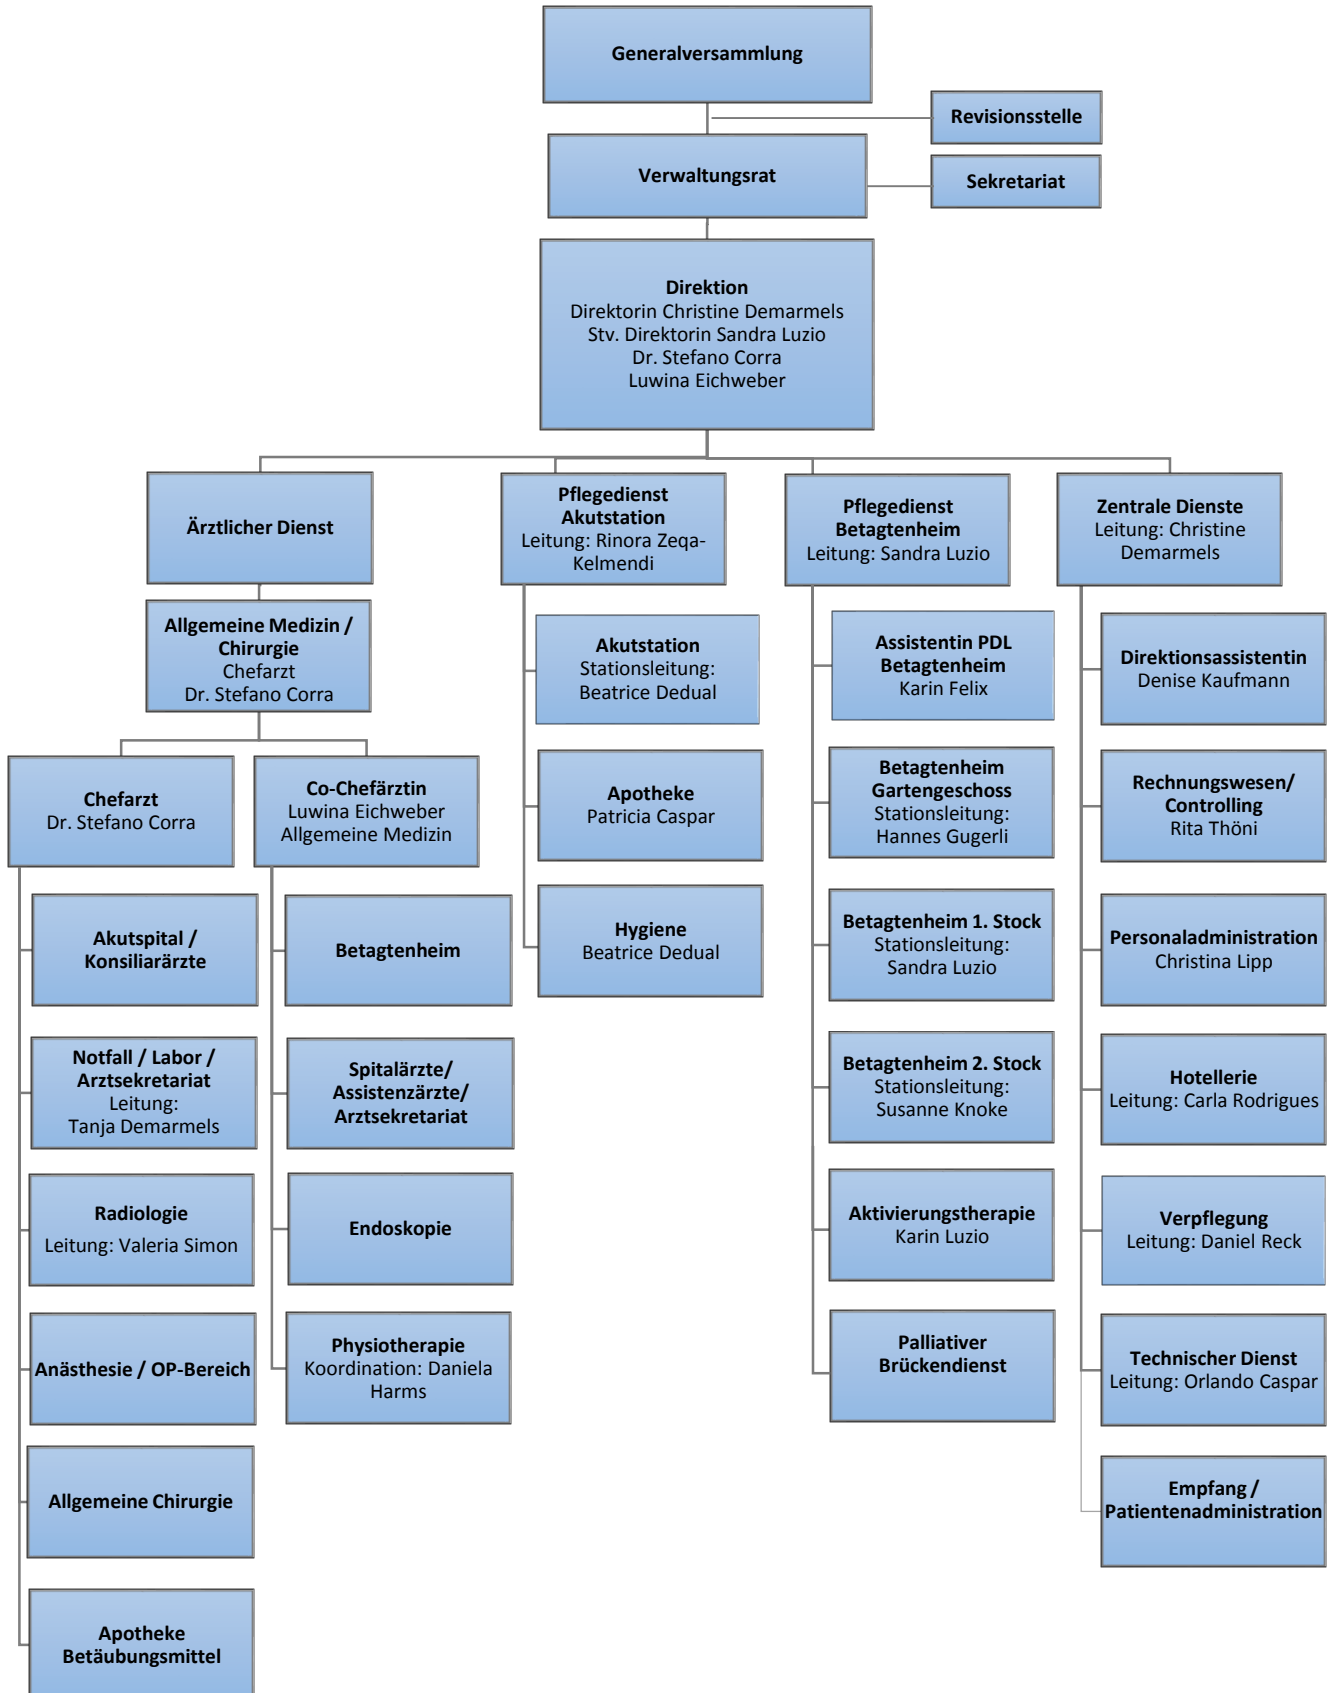 Generalversammlung
Revisionsstelle
Verwaltungsrat
Sekretariat
Direktion
Direktorin Christine Demarmels
Stv. Direktorin Sandra Luzio
Dr. Stefano Corra
Luwina Eichweber
Ärztlicher Dienst
Pflegedienst
Akutstation
Leitung: Rinora Zeqa-
Kelmendi
Pflegedienst
Betagtenheim
Leitung: Sandra Luzio
Zentrale Dienste
Leitung: Christine
Demarmels
Allgemeine Medizin /
Chirurgie
Chefarzt
Dr. Stefano Corra
Chefarzt
Dr. Stefano Corra
Co-Chefärztin
Luwina Eichweber
Allgemeine Medizin
Akutspital /
Konsiliarärzte
Notfall / Labor /
Arztsekretariat
Leitung:
Tanja Demarmels
Radiologie
Leitung: Valeria Simon
Anästhesie / OP-Bereich
Allgemeine Chirurgie
Apotheke
Betäubungsmittel
Betagtenheim
Spitalärzte/
Assistenzärzte/
Arztsekretariat
Endoskopie
Physiotherapie
Koordination: Daniela
Harms
Akutstation
Stationsleitung:
Beatrice Dedual
Apotheke
Patricia Caspar
Hygiene
Beatrice Dedual
Assistentin PDL
Betagtenheim
Karin Felix
Betagtenheim
Gartengeschoss
Stationsleitung:
Hannes Gugerli
Betagtenheim 1. Stock
Stationsleitung:
Sandra Luzio
Betagtenheim 2. Stock
Stationsleitung:
Susanne Knoke
Aktivierungstherapie
Karin Luzio
Palliativer
Brückendienst
Direktionsassistentin
Denise Kaufmann
Rechnungswesen/
Controlling
Rita Thöni
Personaladministration
Christina Lipp
Hotellerie
Leitung: Carla Rodrigues
Verpflegung
Leitung: Daniel Reck
Technischer Dienst
Leitung: Orlando Caspar
Empfang /
Patientenadministration